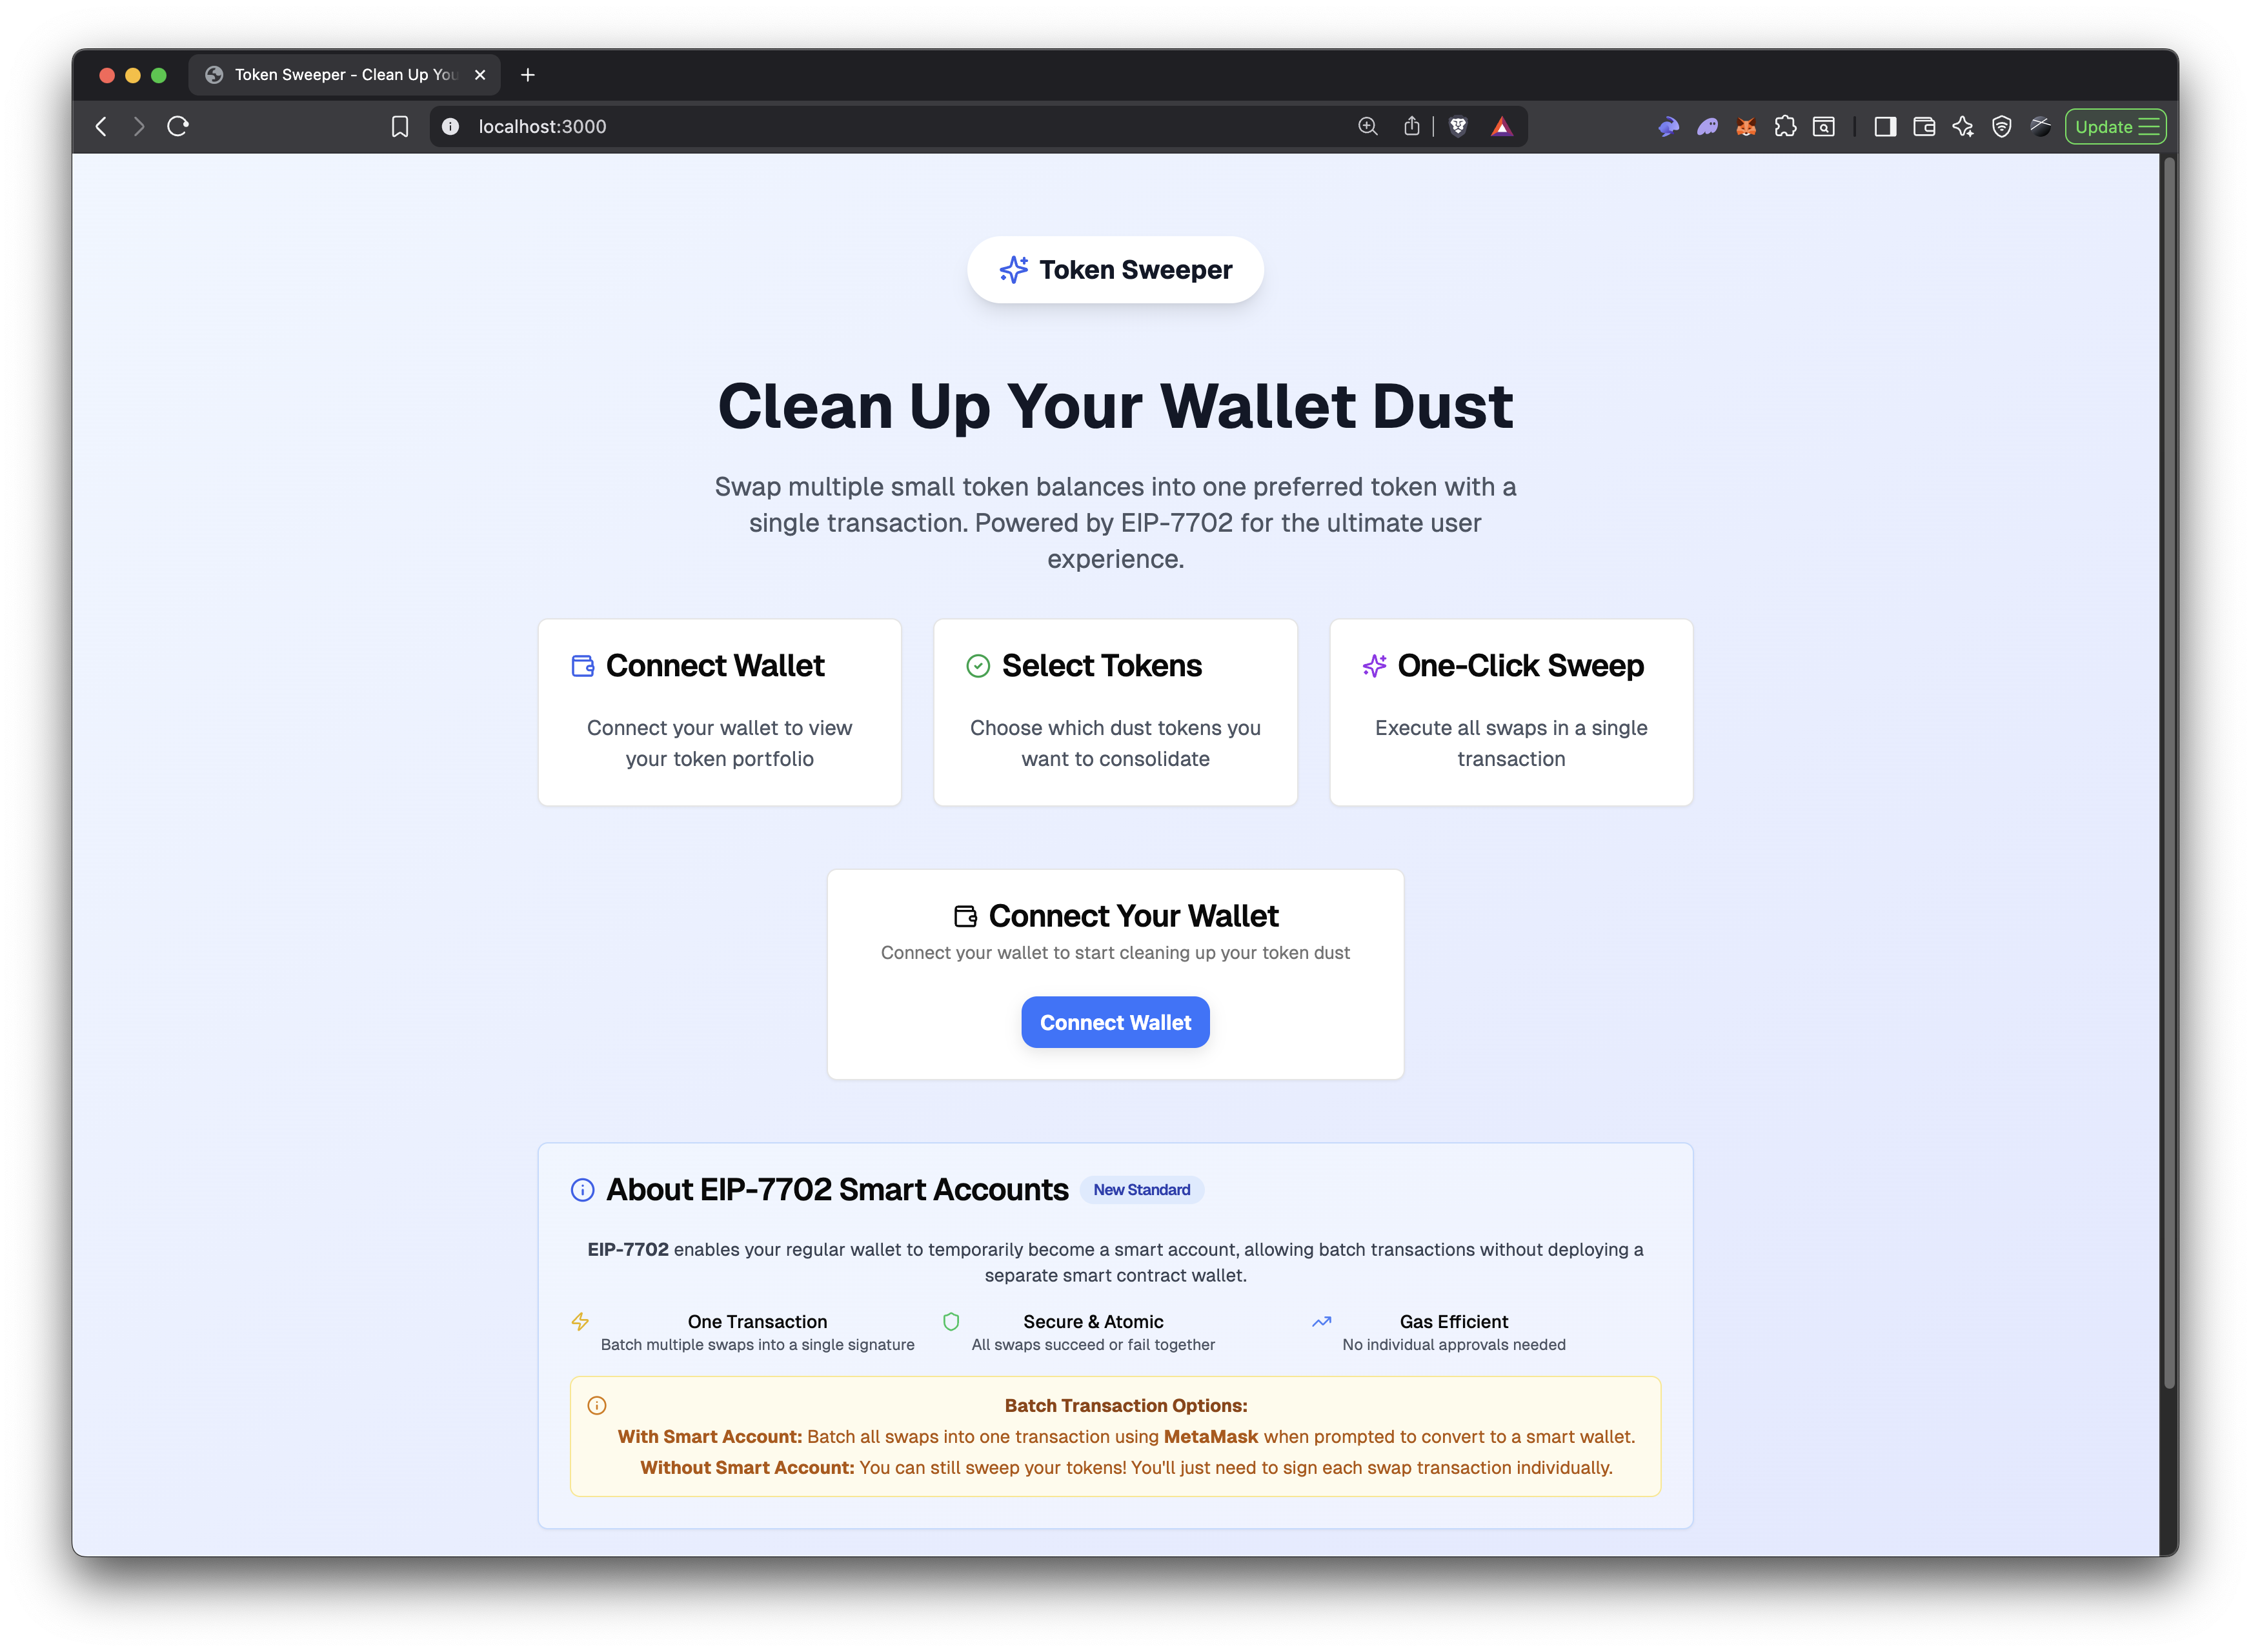 Token Sweeper - Clean Up You
localhost:3000
Update
Token Sweeper
Clean Up Your Wallet Dust
Swap multiple small token balances into one preferred token with a
single transaction. Powered by EIP-7702 for the ultimate user
experience.
Connect Wallet
Connect your wallet to view
your token portfolio
Select Tokens
Choose which dust tokens you
want to consolidate
One-Click Sweep
Execute all swaps in a single
transaction
Connect Your Wallet
Connect your wallet to start cleaning up your token dust
Connect Wallet
About EIP-7702 Smart Accounts
New Standard
EIP-7702 enables your regular wallet to temporarily become a smart account, allowing batch transactions without deploying a
separate smart contract wallet.
One Transaction
Batch multiple swaps into a single signature
Secure & Atomic
All swaps succeed or fail together
Gas Efficient
No individual approvals needed
Batch Transaction Options:
With Smart Account: Batch all swaps into one transaction using MetaMask when prompted to convert to a smart wallet.
Without Smart Account: You can still sweep your tokens! You'll just need to sign each swap transaction individually.